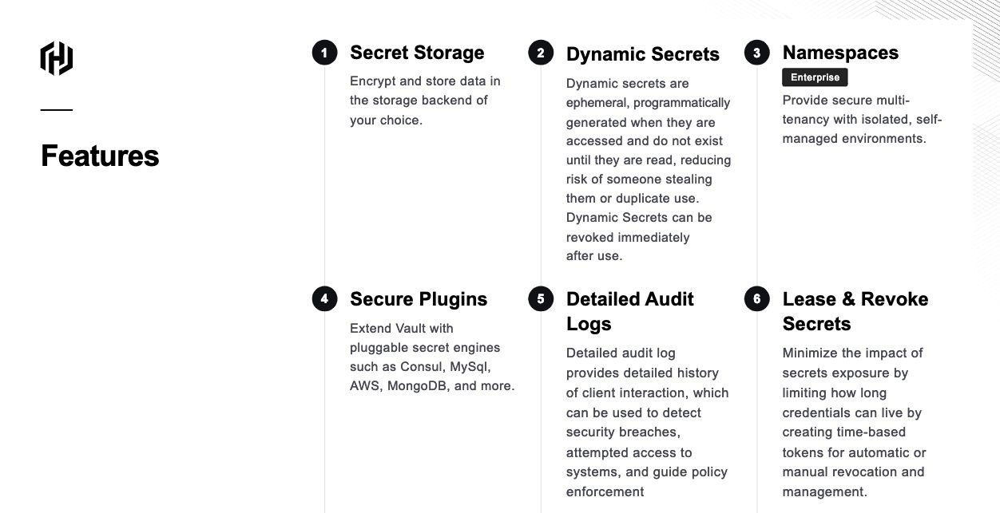 Features
1
Secret Storage
Encrypt and store data in
the storage backend of
your choice.
2
Dynamic Secrets
Dynamic secrets are
ephemeral, programmatically
generated when they are
accessed and do not exist
until they are read, reducing
risk of someone stealing
them or duplicate use.
Dynamic Secrets can be
revoked immediately
after use.
3
Namespaces
Enterprise
Provide secure multi-
tenancy with isolated, self-
managed environments.
4
Secure Plugins
Extend Vault with
pluggable secret engines
such as Consul, MySql,
AWS, MongoDB, and more.
5
Detailed Audit
Logs
Detailed audit log
provides detailed history
of client interaction, which
can be used to detect
security breaches,
attempted access to
systems, and guide policy
enforcement
6
Lease & Revoke
Secrets
Minimize the impact of
secrets exposure by
limiting how long
credentials can live by
creating time-based
tokens for automatic or
manual revocation and
management.